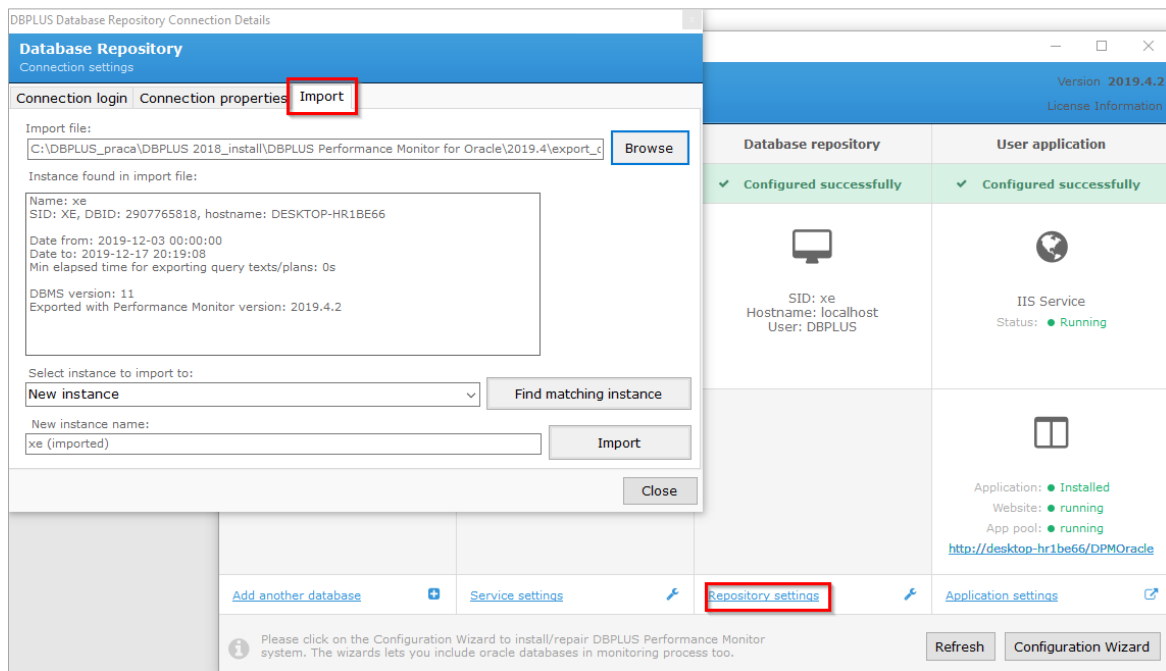 DBPLUS Database Repository Connection Details
Database Repository
Connection settings
Connection login
Connection properties
Import
Import file:
C:\DBPLUS_praca\DBPLUS 2018_install\DBPLUS Performance Monitor for Oracle\2019.4\export_
Browse
Instance found in import file:
Name: xe
SID: XE, DBID: 2907765818, hostname: DESKTOP-HR1BE66
Date from: 2019-12-03 00:00:00
Date to: 2019-12-17 20:19:08
Min elapsed time for exporting query texts/plans: 0s
DBMS version: 11
Exported with Performance Monitor version: 2019.4.2
Select instance to import to:
New instance
Find matching instance
New instance name:
xe (imported)
Import
Close
Version 2019.4.2
License Information
Database repository
User application
✓ Configured successfully
✓ Configured successfully
SID: xe
Hostname: localhost
User: DBPLUS
IIS Service
Status: ● Running
Application: ● Installed
Website: ● running
App pool: ● running
http://desktop-hr1be66/DPMOracle
Add another database
Service settings
Repository settings
Application settings
Please click on the Configuration Wizard to install/repair DBPLUS Performance Monitor
system. The wizards lets you include oracle databases in monitoring process too.
Refresh
Configuration Wizard